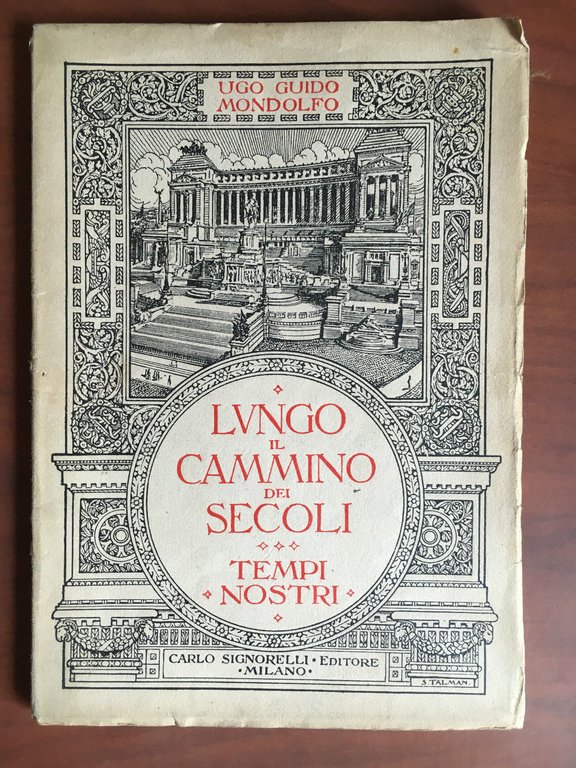 UGO GUIDO
MONDOLFO
LVNGO
IL
CAMMINO
DEI
SECOLI
TEMPI
NOSTRI
CARLO SIGNORELLI • EDITORE
• MILANO •
S. TALMAN.